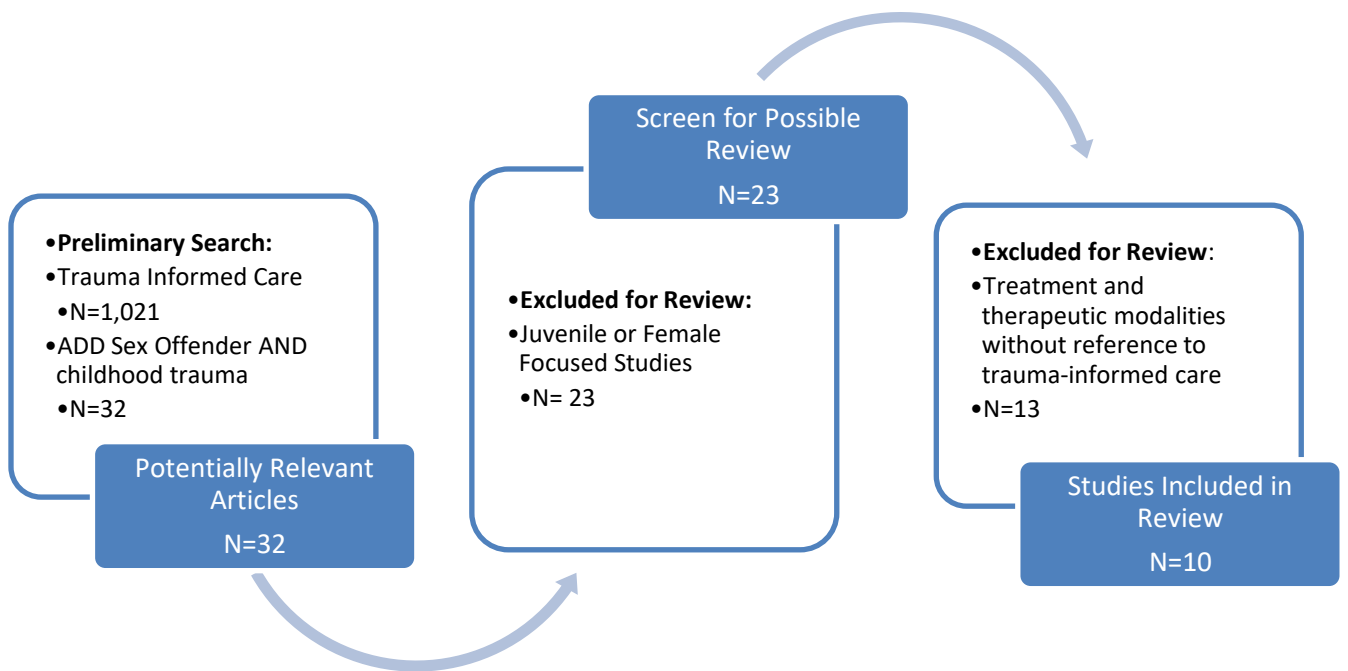 •Preliminary Search:
•Trauma Informed Care
•N=1,021
•ADD Sex Offender AND
childhood trauma
•N=32
Potentially Relevant
Articles
N=32
Screen for Possible
Review
N=23
•Excluded for Review:
•Juvenile or Female
Focused Studies
•N= 23
•Excluded for Review:
•Treatment and
therapeutic modalities
without reference to
trauma-informed care
•N=13
Studies Included in
Review
N=10